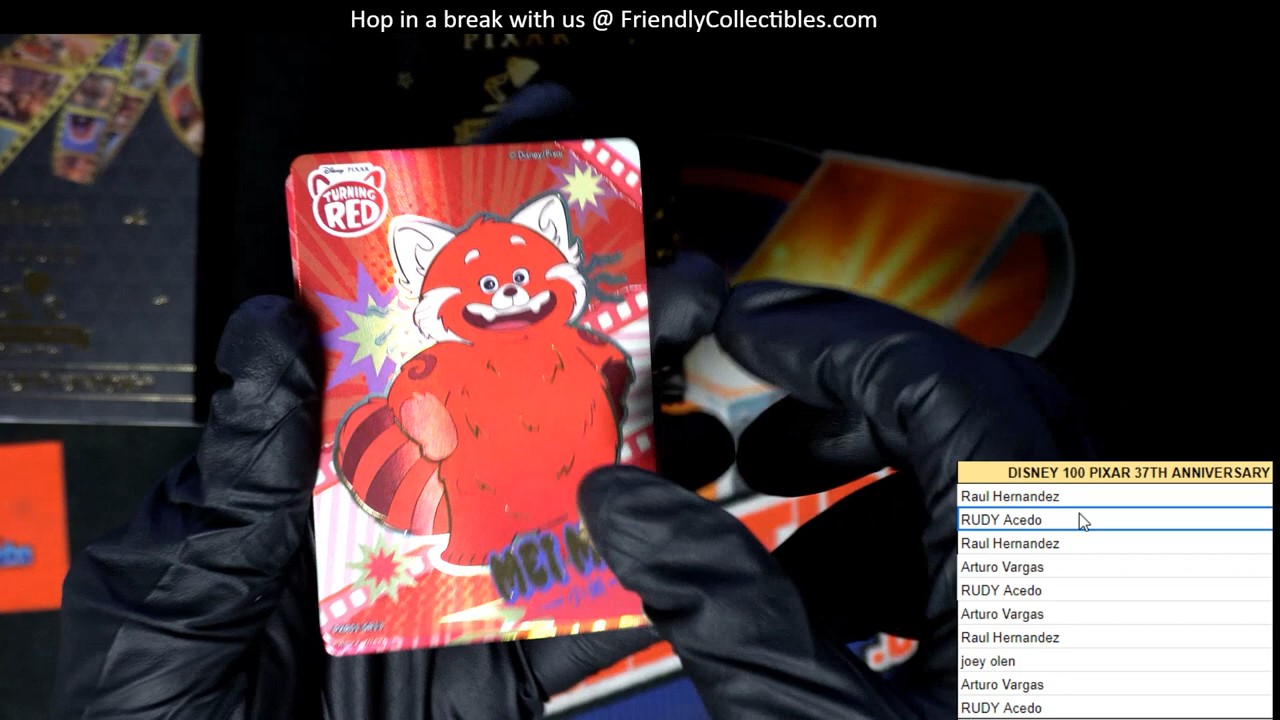 Hop in a break with us @ FriendlyCollectibles.com
PIXAR
© Disney/Pixar
Disney PIXAR
TURNING
RED
MEI M
DISNEY 100 PIXAR 37TH ANNIVERSARY
Raul Hernandez
RUDY Acedo
Raul Hernandez
Arturo Vargas
RUDY Acedo
Arturo Vargas
Raul Hernandez
joey olen
Arturo Vargas
RUDY Acedo